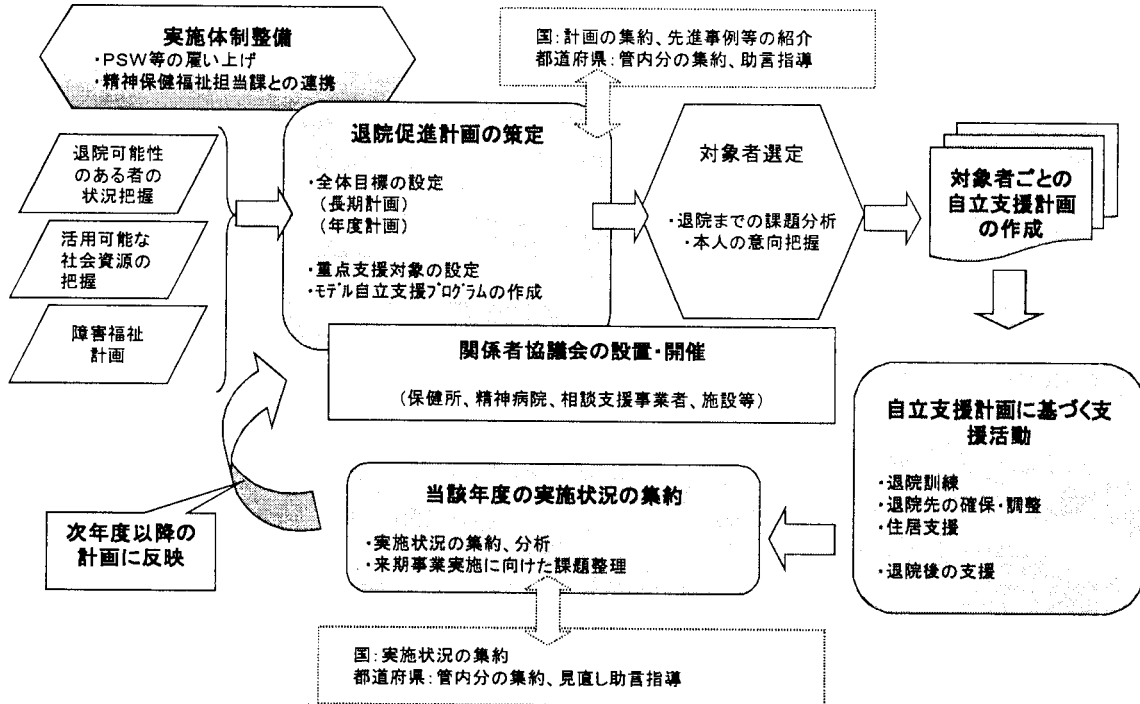 実施体制整備
・PSW等の雇い上げ
・精神保健福祉担当課との連携
国:計画の集約、先進事例等の紹介
都道府県:管内分の集約、助言指導
退院可能性
のある者の
状況把握
活用可能な
社会資源の
把握
障害福祉
計画
退院促進計画の策定
・全体目標の設定
(長期計画)
(年度計画)
・重点支援対象の設定
・モデル自立支援プログラムの作成
対象者選定
・退院までの課題分析
・本人の意向把握
対象者ごとの
自立支援計画
の作成
関係者協議会の設置・開催
(保健所、精神病院、相談支援事業者、施設等)
自立支援計画に基づく支
援活動
・退院訓練
・退院先の確保・調整
・住居支援
・退院後の支援
当該年度の実施状況の集約
・実施状況の集約、分析
・来期事業実施に向けた課題整理
次年度以降の
計画に反映
国:実施状況の集約
都道府県:管内分の集約、見直し助言指導